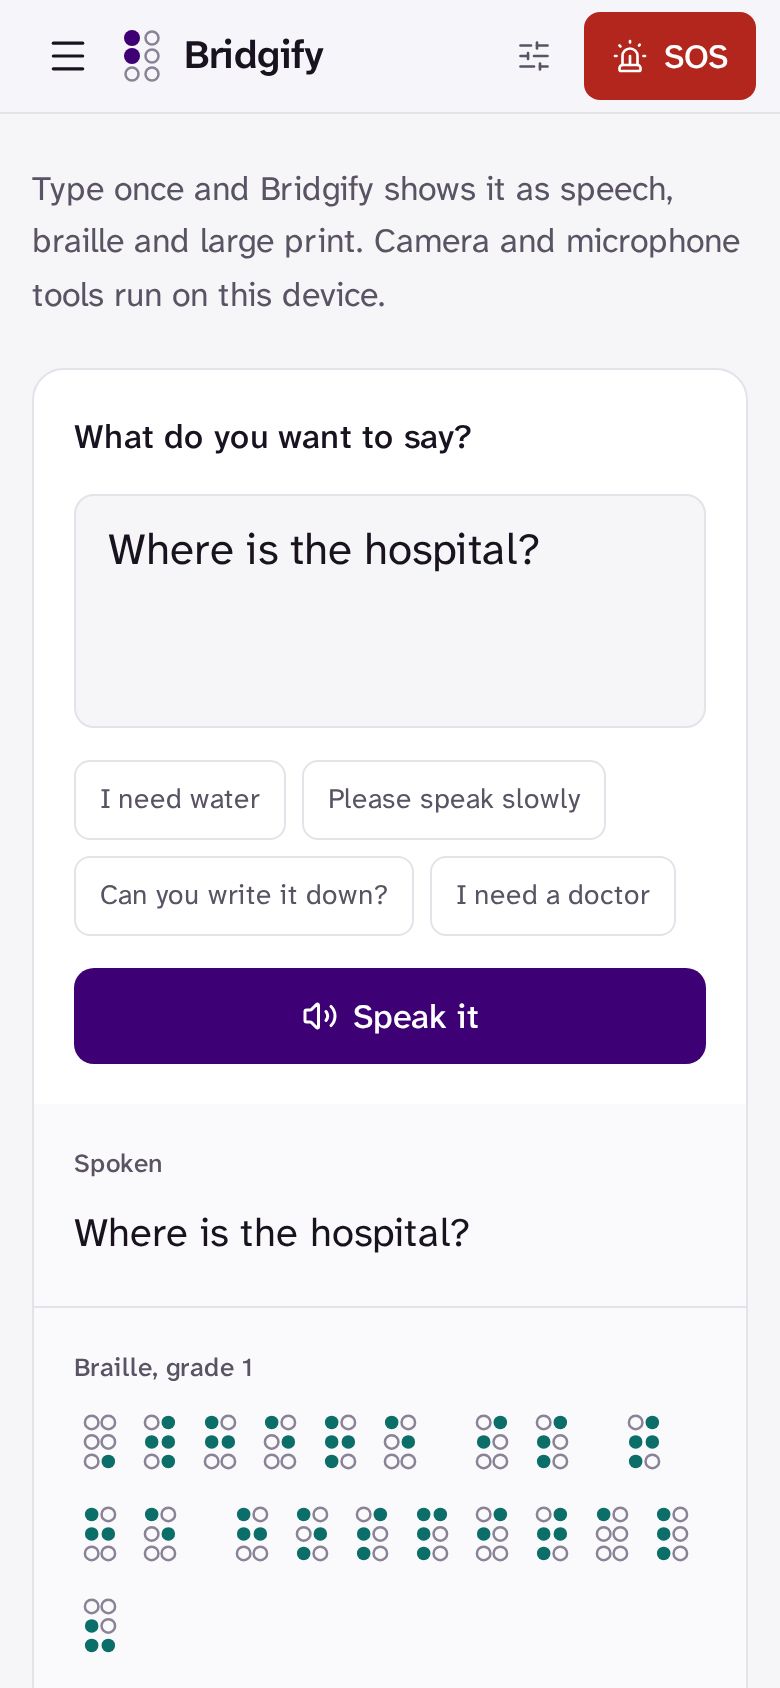 Bridgify
SOS
Type once and Bridgify shows it as speech,
braille and large print. Camera and microphone
tools run on this device.
What do you want to say?
Where is the hospital?
I need water
Please speak slowly
Can you write it down?
I need a doctor
Speak it
Spoken
Where is the hospital?
Braille, grade 1
⠠⠺⠓⠑⠗⠑ ⠊⠎ ⠞
⠓⠑ ⠓⠕⠎⠏⠊⠞⠁⠇
⠦